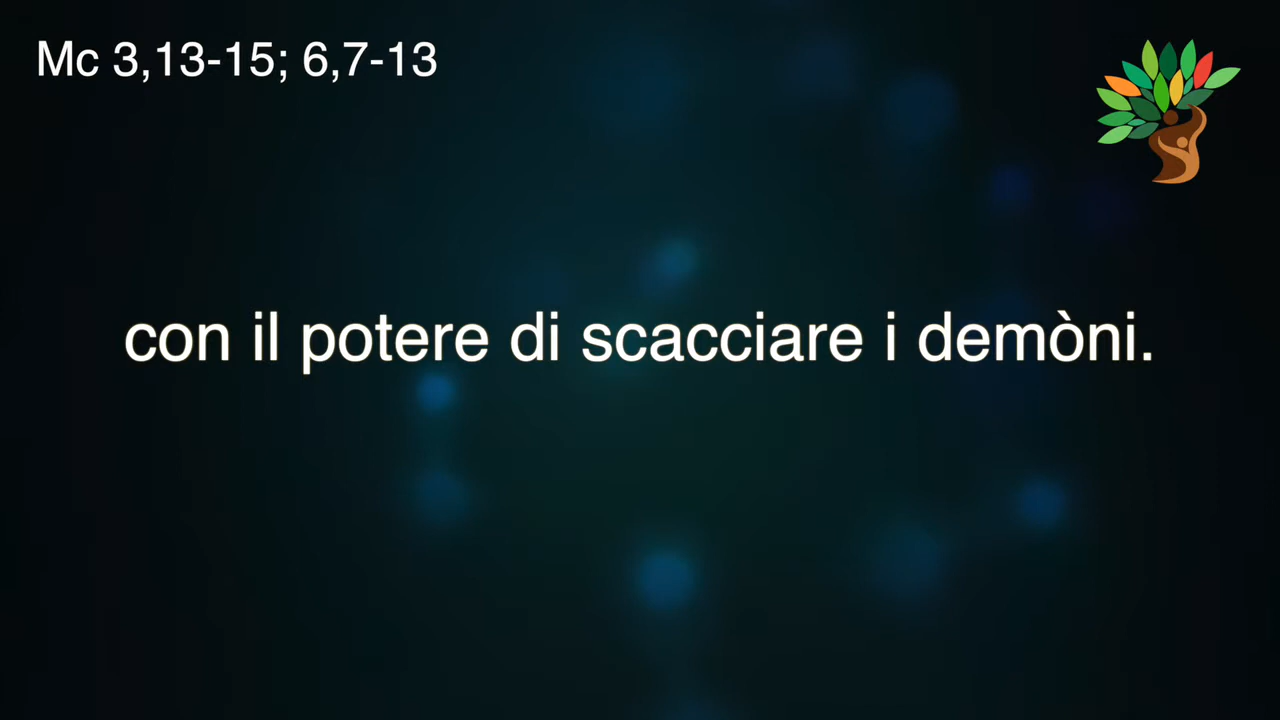 Mc 3,13-15; 6,7-13
con il potere di scacciare i demòni.